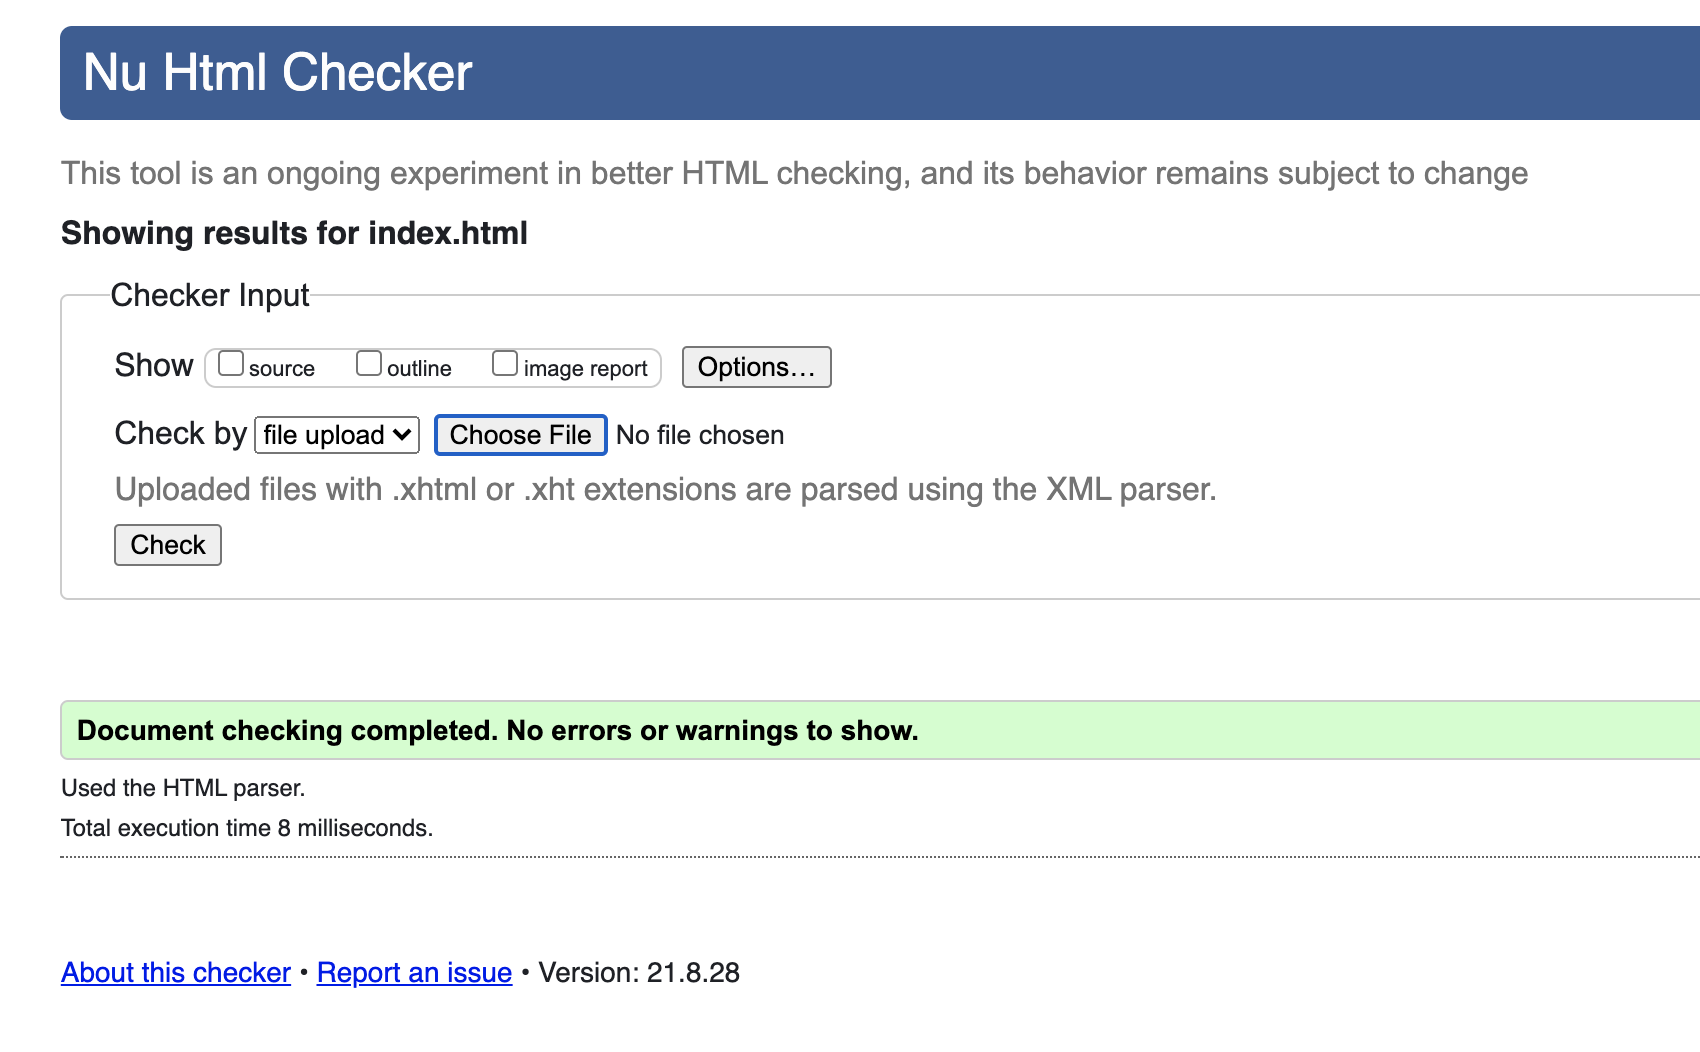 Nu Html Checker
This tool is an ongoing experiment in better HTML checking, and its behavior remains subject to change
Showing results for index.html
Checker Input
Show source outline image report Options...
Check by file upload Choose File No file chosen
Uploaded files with .xhtml or .xht extensions are parsed using the XML parser.
Check
Document checking completed. No errors or warnings to show.
Used the HTML parser.
Total execution time 8 milliseconds.
About this checker • Report an issue • Version: 21.8.28